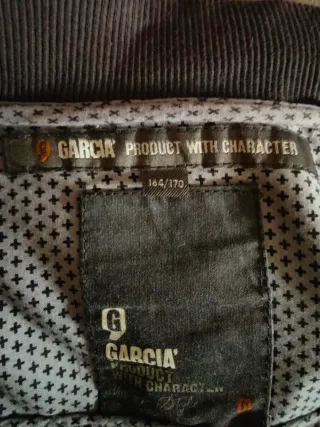 GARCIA' PRODUCT WITH CHARACTER
164/170
G
GARCIA'
PRODUCT
WITH CHARACTER